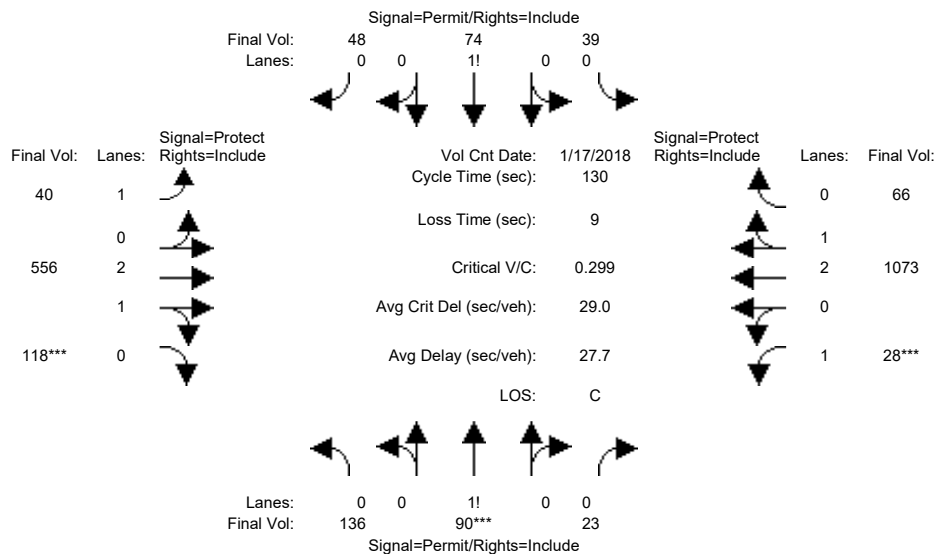 Signal=Permit/Rights=Include
Final Vol: 48 74 39
Lanes: 0 0 1! 0 0
Signal=Protect Signal=Protect
Final Vol: Lanes: Rights=Include Vol Cnt Date: 1/17/2018 Rights=Include Lanes: Final Vol:
Cycle Time (sec): 130
40 1 0 66
Loss Time (sec): 9
0 1
556 2 Critical V/C: 0.299 2 1073
1 Avg Crit Del (sec/veh): 29.0 0
118*** 0 Avg Delay (sec/veh): 27.7 1 28***
LOS: C
Lanes: 0 0 1! 0 0
Final Vol: 136 90*** 23
Signal=Permit/Rights=Include